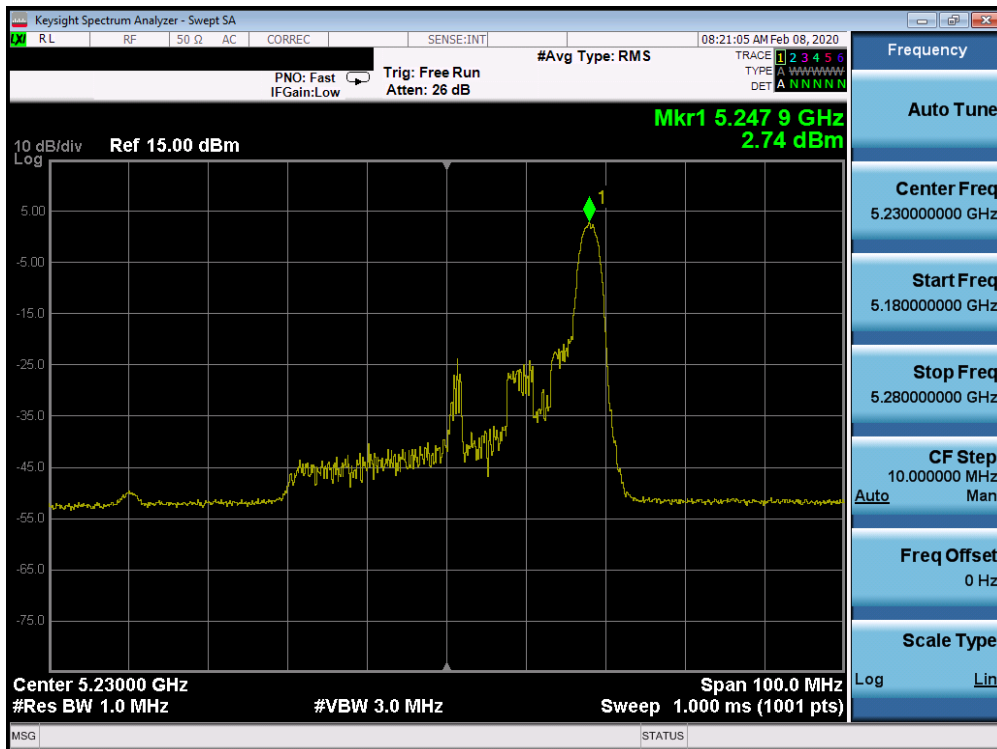 Keysight Spectrum Analyzer - Swept SA
LXI RL RF 50 Ω AC CORREC SENSE:INT 08:21:05 AM Feb 08, 2020
PNO: Fast
IFGain:Low
Trig: Free Run
Atten: 26 dB
#Avg Type: RMS
TRACE 1 2 3 4 5 6
TYPE A WWWWW
DET A N N N N N
Mkr1 5.247 9 GHz
2.74 dBm
10 dB/div Ref 15.00 dBm
Log
1
5.00
-5.00
-15.0
-25.0
-35.0
-45.0
-55.0
-65.0
-75.0
Center 5.23000 GHz Span 100.0 MHz
#Res BW 1.0 MHz #VBW 3.0 MHz Sweep 1.000 ms (1001 pts)
MSG STATUS
Frequency
Auto Tune
Center Freq
5.230000000 GHz
Start Freq
5.180000000 GHz
Stop Freq
5.280000000 GHz
CF Step
10.000000 MHz
Auto Man
Freq Offset
0 Hz
Scale Type
Log Lin